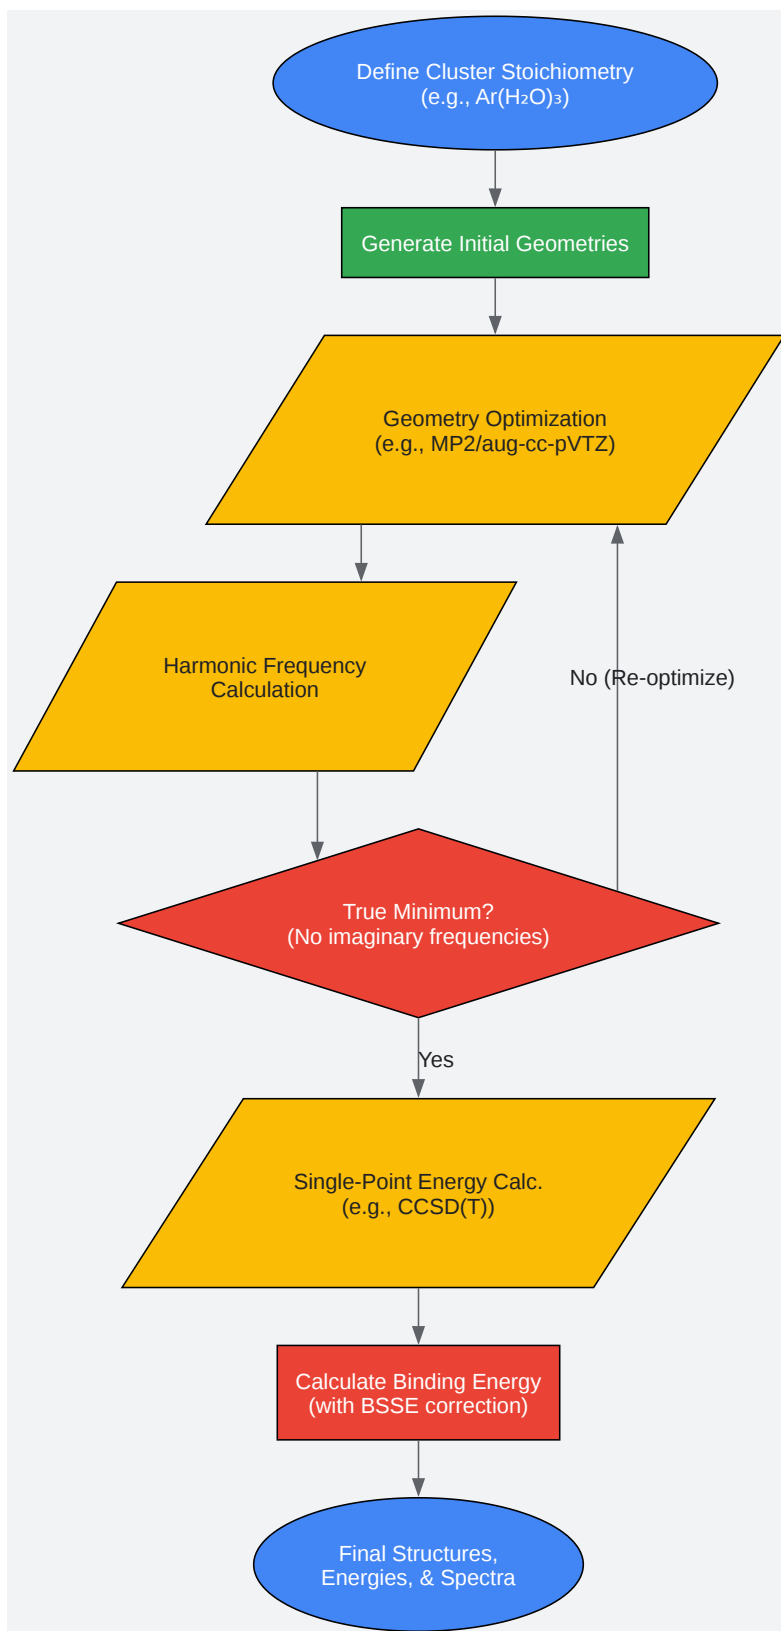 Define Cluster Stoichiometry
(e.g., Ar(H₂O)₃)
Generate Initial Geometries
Geometry Optimization
(e.g., MP2/aug-cc-pVTZ)
Harmonic Frequency
Calculation
No (Re-optimize)
True Minimum?
(No imaginary frequencies)
Yes
Single-Point Energy Calc.
(e.g., CCSD(T))
Calculate Binding Energy
(with BSSE correction)
Final Structures,
Energies, & Spectra